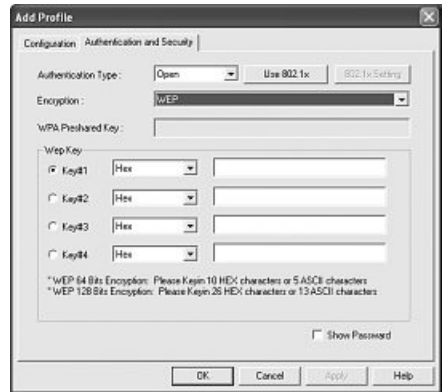 Add Profile
Configuration Authentication and Security
Authentication Type : Open Use 802.1x 802.1x Setting
Encryption : WEP
WPA Preshared Key :
Wep Key
Key#1 Hex
Key#2 Hex
Key#3 Hex
Key#4 Hex
* WEP 64 Bits Encryption: Please Keyin 10 HEX characters or 5 ASCII characters
* WEP 128 Bits Encryption: Please Keyin 26 HEX characters or 13 ASCII characters
Show Password
OK Cancel Apply Help